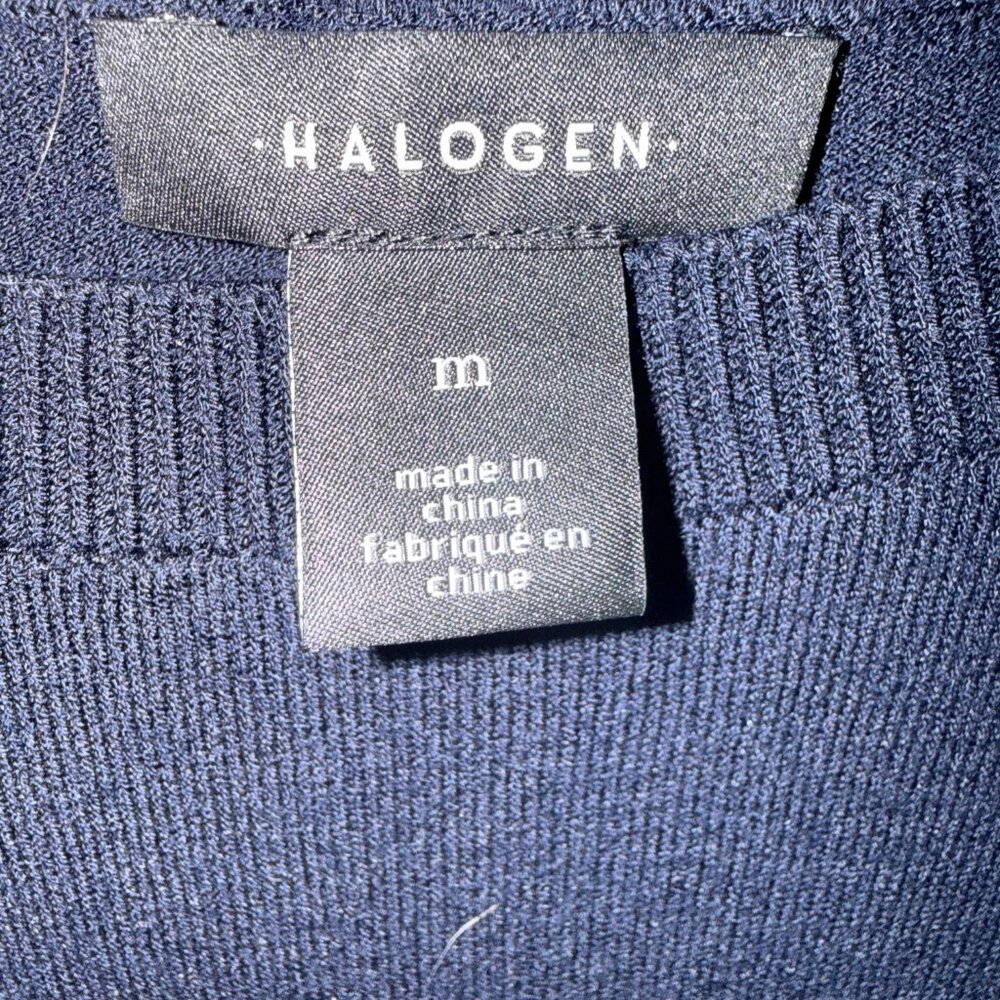 ·HALOGEN·
m
made in
china
fabriqué en
chine